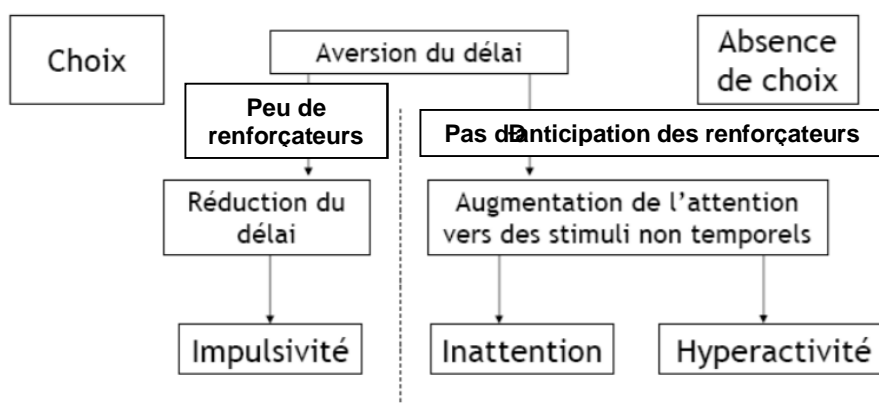 Choix
Aversion du délai
Absence
de choix
Peu de
renforçateurs
Pas d anticipation des renforçateurs
Réduction du
délai
Augmentation de l'attention
vers des stimuli non temporels
Impulsivité
Inattention
Hyperactivité